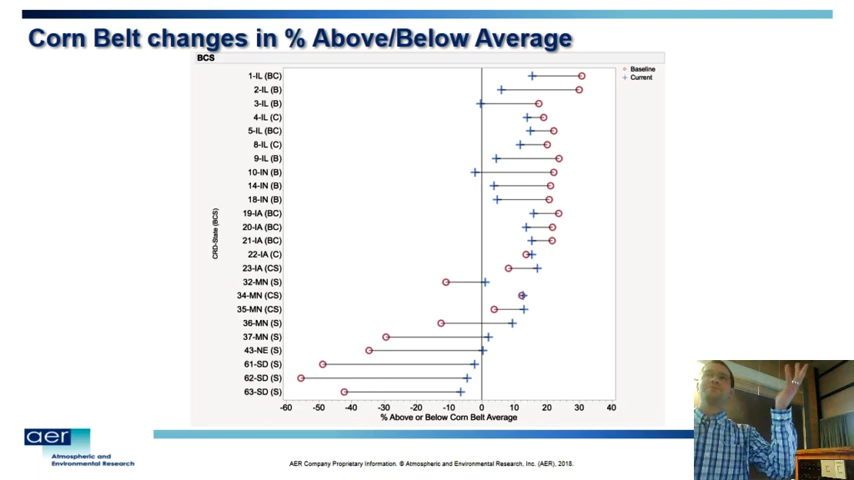 Corn Belt changes in % Above/Below Average
BCS
Baseline
Current
CRD-State (BCS)
1-IL (BC)
2-IL (B)
3-IL (B)
4-IL (C)
5-IL (BC)
8-IL (C)
9-IL (B)
10-IN (B)
14-IN (B)
18-IN (B)
19-IA (BC)
20-IA (BC)
21-IA (BC)
22-IA (C)
23-IA (CS)
32-MN (S)
34-MN (CS)
35-MN (CS)
36-MN (S)
37-MN (S)
43-NE (S)
61-SD (S)
62-SD (S)
63-SD (S)
-60 -50 -40 -30 -20 -10 0 10 20 30 40
% Above or Below Corn Belt Average
aer
Atmospheric and
Environmental Research
AER Company Proprietary Information. © Atmospheric and Environmental Research, Inc. (AER), 2018.